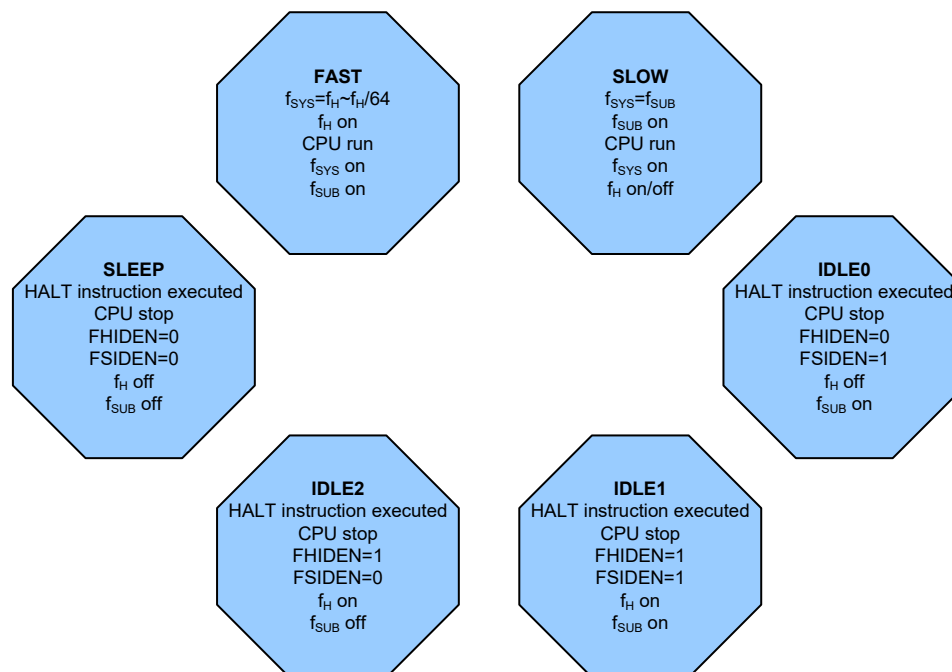 FAST
fSYS=fH~fH/64
fH on
CPU run
fSYS on
fSUB on
SLOW
fSYS=fSUB
fSUB on
CPU run
fSYS on
fH on/off
SLEEP
HALT instruction executed
CPU stop
FHIDEN=0
FSIDEN=0
fH off
fSUB off
IDLE0
HALT instruction executed
CPU stop
FHIDEN=0
FSIDEN=1
fH off
fSUB on
IDLE2
HALT instruction executed
CPU stop
FHIDEN=1
FSIDEN=0
fH on
fSUB off
IDLE1
HALT instruction executed
CPU stop
FHIDEN=1
FSIDEN=1
fH on
fSUB on